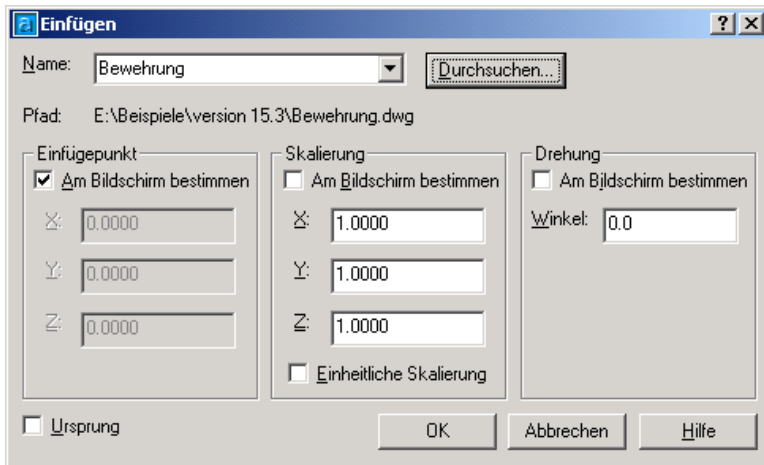 Einfügen
Name: Bewehrung Durchsuchen...
Pfad: E:\Beispiele\version 15.3\Bewehrung.dwg
Einfügepunkt
Am Bildschirm bestimmen
X: 0.0000
Y: 0.0000
Z: 0.0000
Skalierung
Am Bildschirm bestimmen
X: 1.0000
Y: 1.0000
Z: 1.0000
Einheitliche Skalierung
Drehung
Am Bildschirm bestimmen
Winkel: 0.0
Ursprung
OK Abbrechen Hilfe